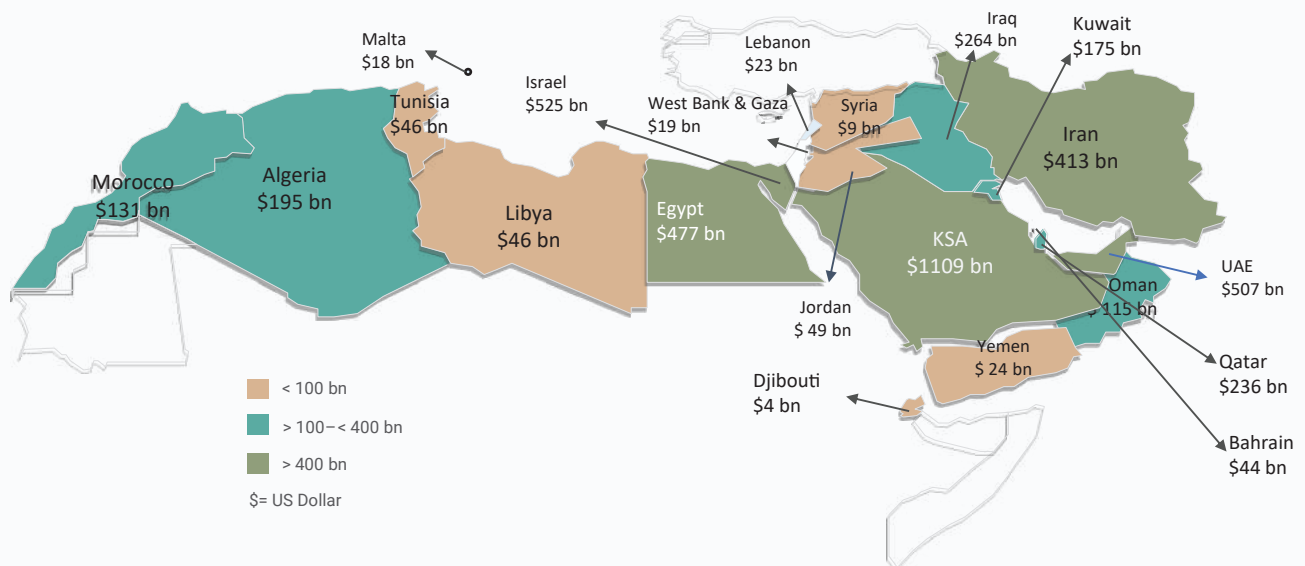 Malta
$18 bn
Israel
$525 bn
Lebanon
$23 bn
West Bank & Gaza
$19 bn
Iraq
$264 bn
Kuwait
$175 bn
Tunisia
$46 bn
Syria
$9 bn
Iran
$413 bn
Morocco
$131 bn
Algeria
$195 bn
Libya
$46 bn
Egypt
$477 bn
KSA
$1109 bn
UAE
$507 bn
Oman
$ 115 bn
Jordan
$ 49 bn
Yemen
$ 24 bn
Qatar
$236 bn
Djibouti
$4 bn
Bahrain
$44 bn
< 100 bn
> 100–< 400 bn
> 400 bn
$= US Dollar